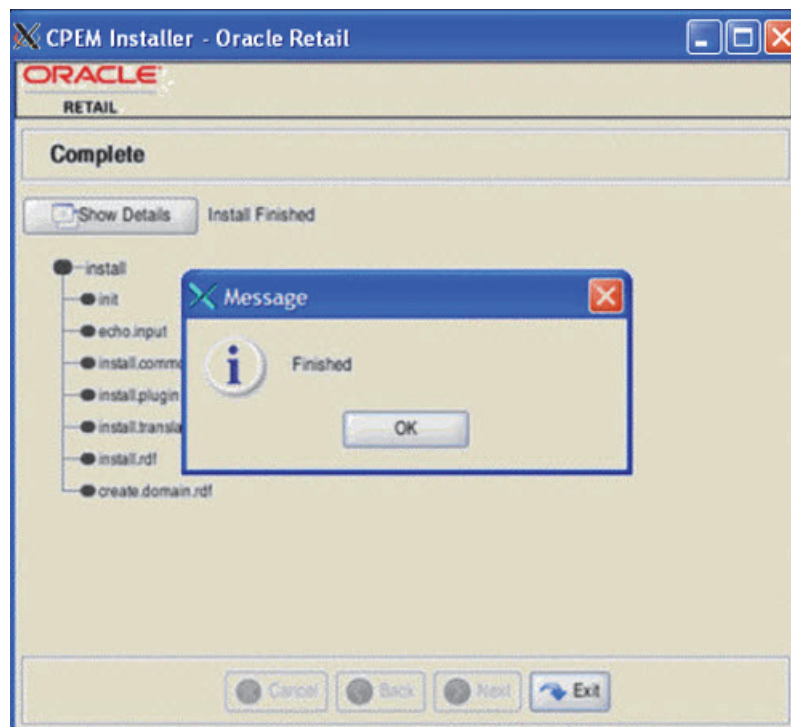 CPEM Installer - Oracle Retail
ORACLE
RETAIL
Complete
Show Details Install Finished
install
init
echo.input
install.commo
install.plugin
install.transla
install.rdf
create.domain.rdf
Message
Finished
OK
Cancel Back Next Exit